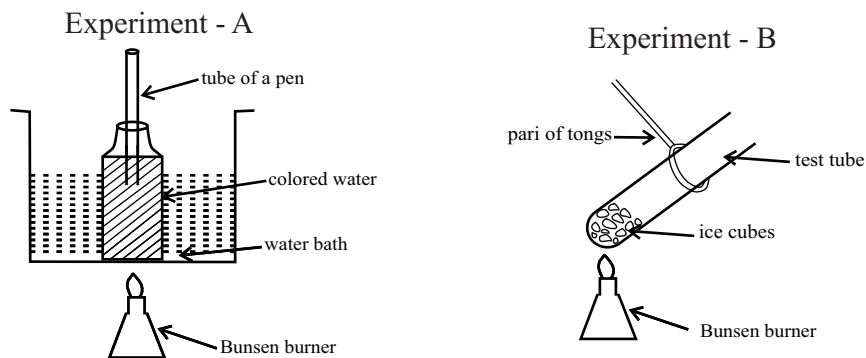 Experiment - A
tube of a pen
colored water
water bath
Bunsen burner
Experiment - B
pari of tongs
test tube
ice cubes
Bunsen burner